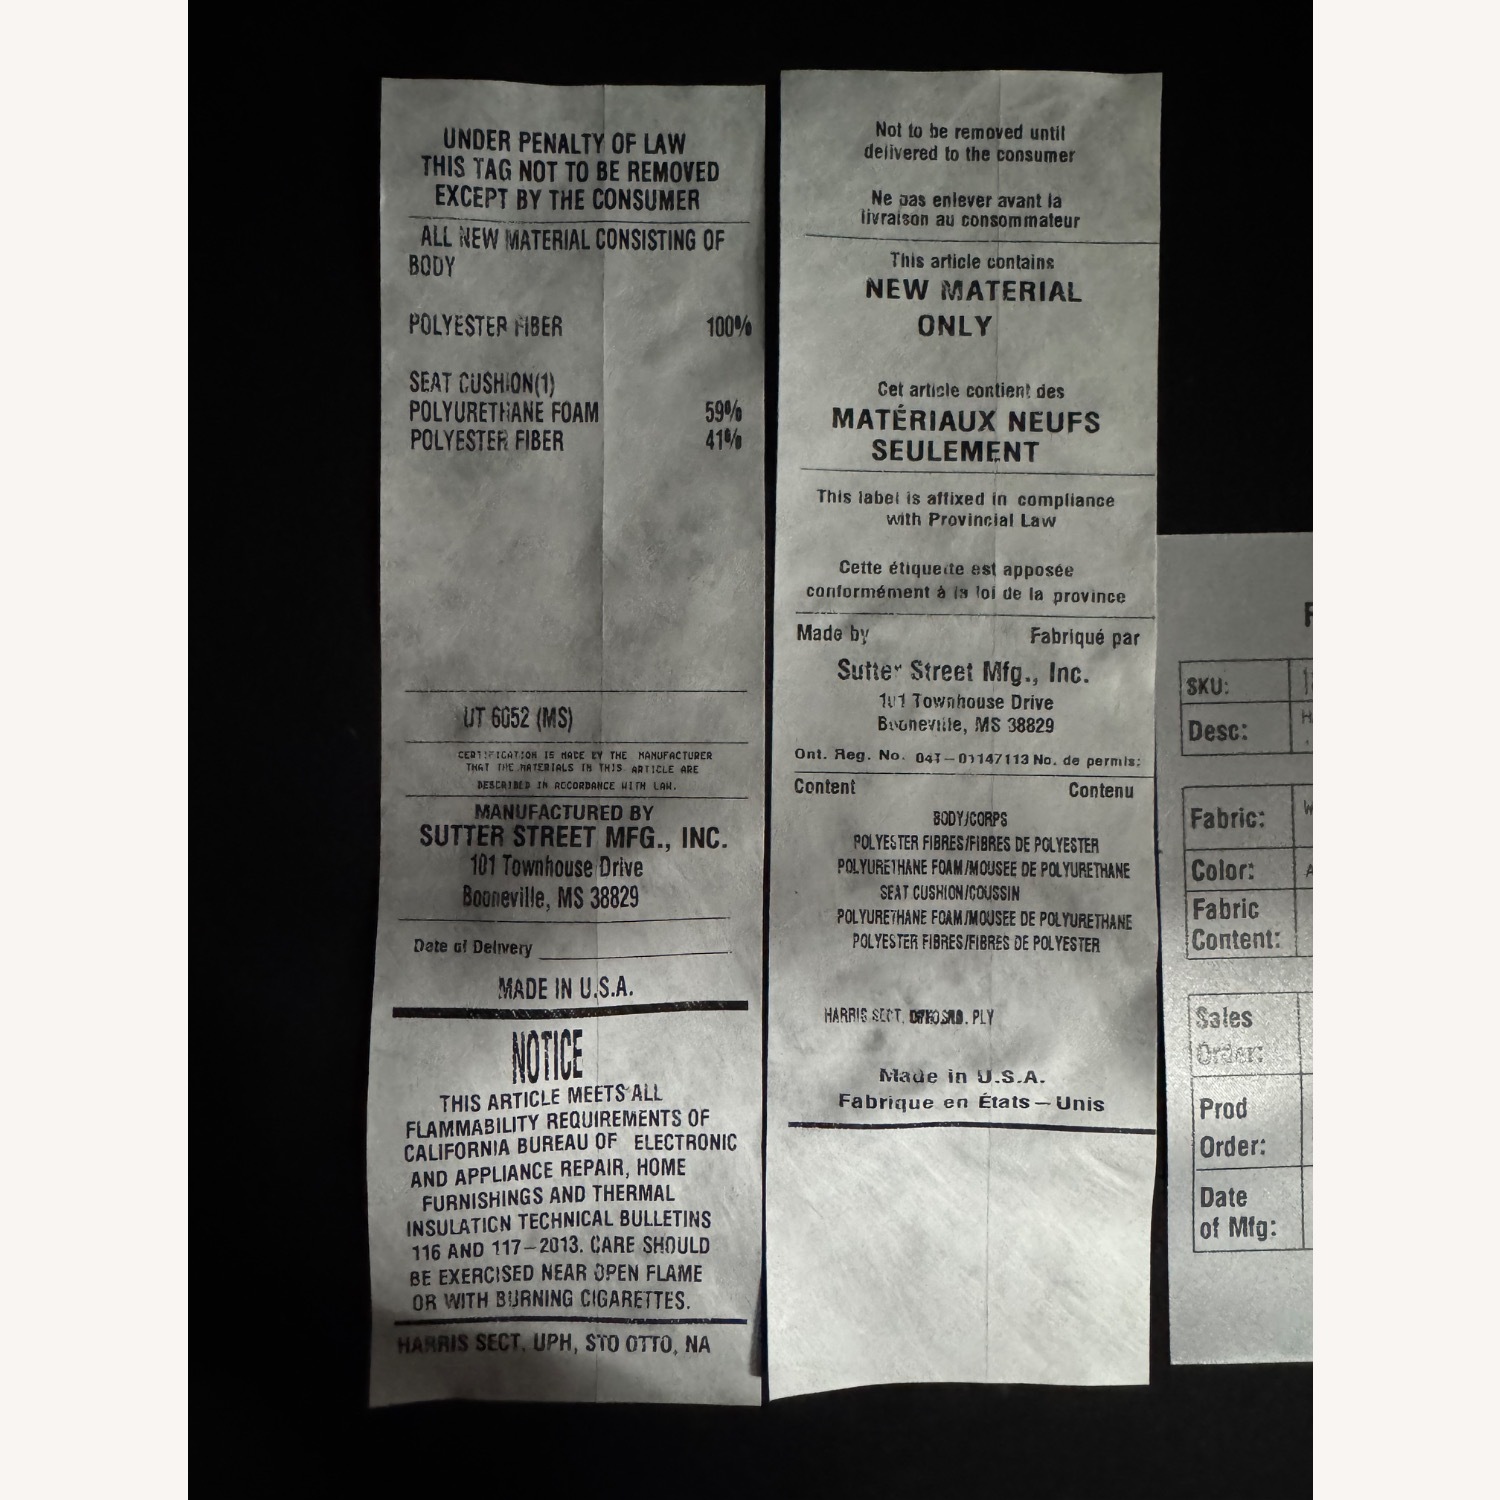 UNDER PENALTY OF LAW
THIS TAG NOT TO BE REMOVED
EXCEPT BY THE CONSUMER
ALL NEW MATERIAL CONSISTING OF
BODY
POLYESTER FIBER 100%
SEAT CUSHION(1)
POLYURETHANE FOAM 59%
POLYESTER FIBER 41%
UT 6052 (MS)
CERTIFICATION IS MADE BY THE MANUFACTURER
THAT THE MATERIALS IN THIS ARTICLE ARE
DESCRIBED IN ACCORDANCE WITH LAW.
MANUFACTURED BY
SUTTER STREET MFG., INC.
101 Townhouse Drive
Booneville, MS 38829
Date of Delivery
MADE IN U.S.A.
NOTICE
THIS ARTICLE MEETS ALL
FLAMMABILITY REQUIREMENTS OF
CALIFORNIA BUREAU OF ELECTRONIC
AND APPLIANCE REPAIR, HOME
FURNISHINGS AND THERMAL
INSULATION TECHNICAL BULLETINS
116 AND 117-2013. CARE SHOULD
BE EXERCISED NEAR OPEN FLAME
OR WITH BURNING CIGARETTES.
HARRIS SECT, UPH, STO OTTO, NA
Not to be removed until
delivered to the consumer
Ne pas enlever avant la
livraison au consommateur
This article contains
NEW MATERIAL
ONLY
Cet article contient des
MATÉRIAUX NEUFS
SEULEMENT
This label is affixed in compliance
with Provincial Law
Cette étiquette est apposée
conformément à la loi de la province
Made by Fabriqué par
Sutter Street Mfg., Inc.
101 Townhouse Drive
Booneville, MS 38829
Ont. Reg. No. 04T-01147113 No. de permis:
Content Contenu
BODY/CORPS
POLYESTER FIBRES/FIBRES DE POLYESTER
POLYURETHANE FOAM/MOUSEE DE POLYURETHANE
SEAT CUSHION/COUSSIN
POLYURETHANE FOAM/MOUSEE DE POLYURETHANE
POLYESTER FIBRES/FIBRES DE POLYESTER
HARRIS SECT, PLY
Made in U.S.A.
Fabrique en États-Unis
SKU:
Desc:
Fabric:
Color:
Fabric
Content:
Sales
Order:
Prod
Order:
Date
of Mfg: